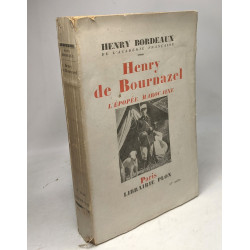 HENRY BORDEAUX
DE L'ACADÉMIE FRANÇAISE
Henry
de Bournazel
L'ÉPOPÉE MAROCAINE
Paris
LIBRAIRIE PLON